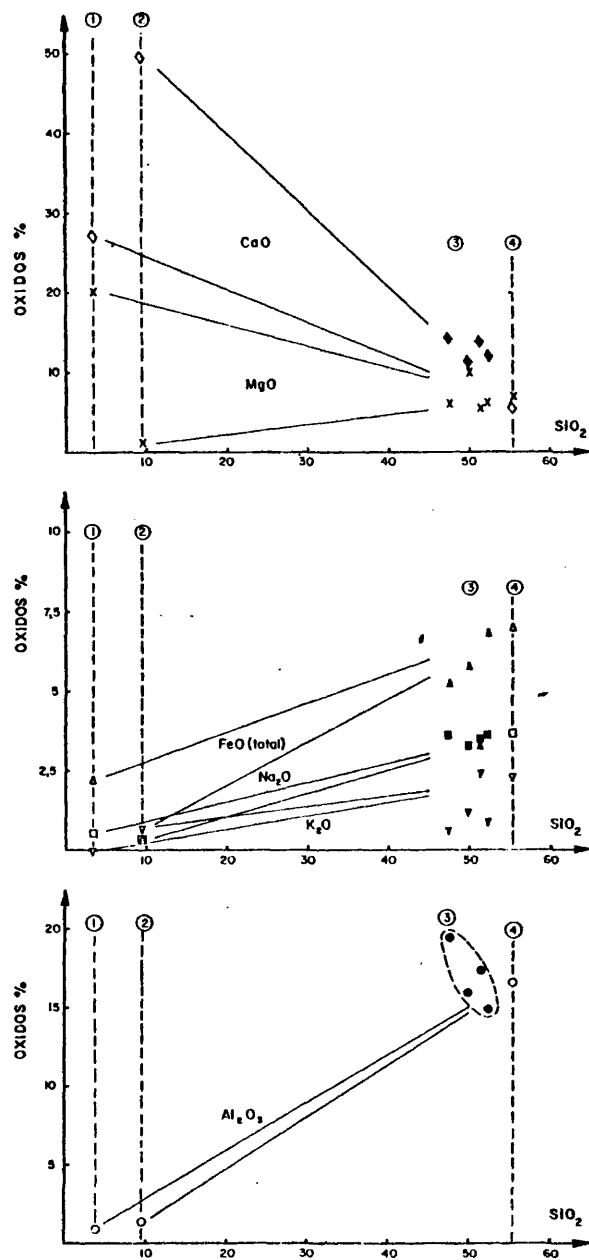 ① ②
50
40
30
20
10
OXIDOS %
CaO
MgO
③ ④
SiO₂
10 20 30 40 50 60
① ② ③ ④
10
7,5
5
2,5
OXIDOS %
FeO (total)
Na₂O
K₂O
SiO₂
10 20 30 40 50 60
① ② ③ ④
20
15
10
5
OXIDOS %
Al₂O₃
SiO₂
10 20 30 40 50 60